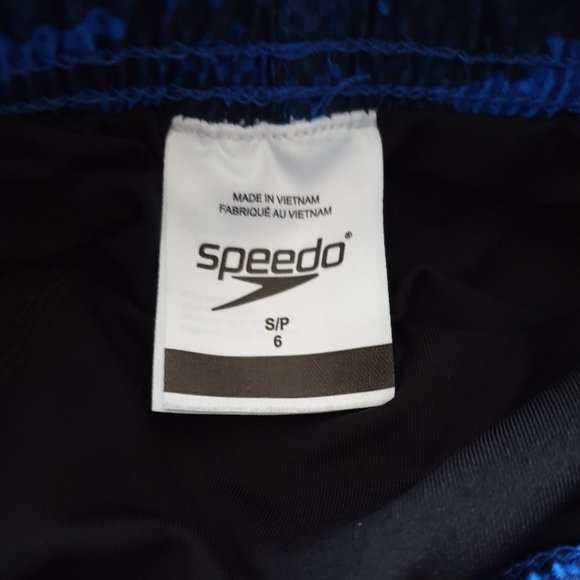 MADE IN VIETNAM
FABRIQUÉ AU VIETNAM
speedo®
S/P
6